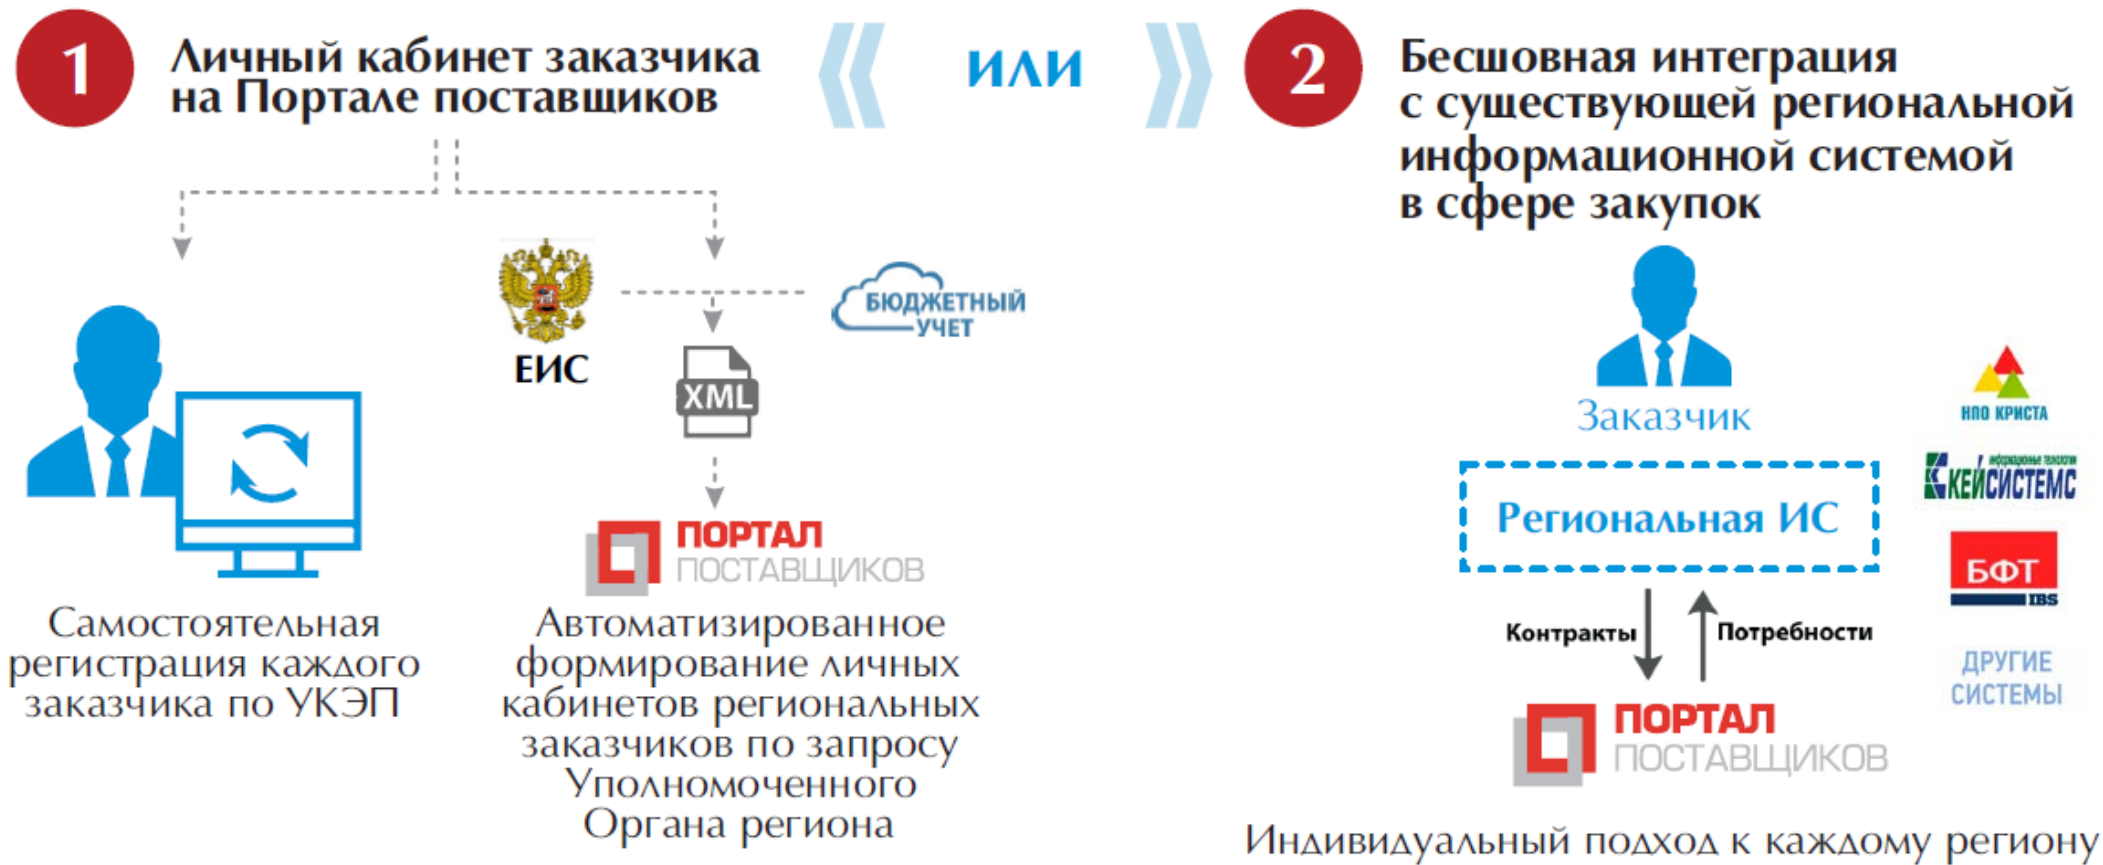 1
Личный кабинет заказчика
на Портале поставщиков
или
2
Бесшовная интеграция
с существующей региональной
информационной системой
в сфере закупок
ЕИС
БЮДЖЕТНЫЙ
УЧЕТ
XML
ПОРТАЛ
ПОСТАВЩИКОВ
Самостоятельная
регистрация каждого
заказчика по УКЭП
Автоматизированное
формирование личных
кабинетов региональных
заказчиков по запросу
Уполномоченного
Органа региона
Заказчик
Региональная ИС
Контракты
Потребности
ПОРТАЛ
ПОСТАВЩИКОВ
НПО КРИСТА
информационные технологии
КЕЙСИСТЕМС
БФТ
IBS
ДРУГИЕ
СИСТЕМЫ
Индивидуальный подход к каждому региону